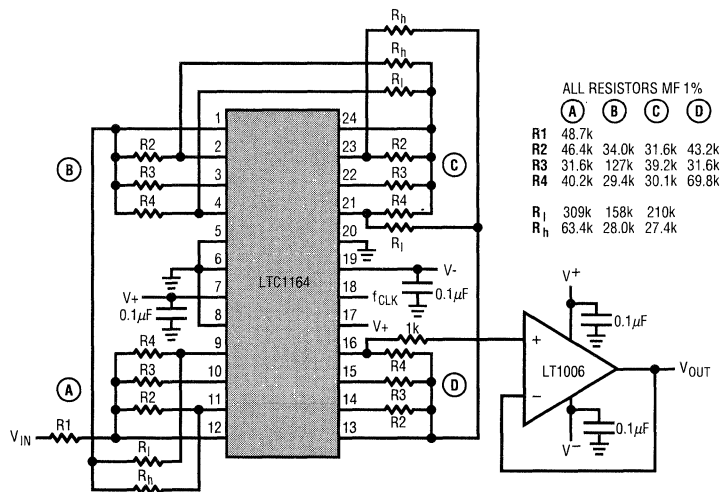 Rh
Rh
Rl
ALL RESISTORS MF 1%
A B C D
R1 48.7k
R2 46.4k 34.0k 31.6k 43.2k
R3 31.6k 127k 39.2k 31.6k
R4 40.2k 29.4k 30.1k 69.8k
Rl 309k 158k 210k
Rh 63.4k 28.0k 27.4k
1 24
R2 2 23 R2
B R3 3 22 R3 C
R4 4 21 R4
5 20 Rl
6 LTC1164 19 V-
V+ 7 18 fCLK 0.1µF
0.1µF 8 17 V+ 1k
R4 9 16
A R3 10 15 R4 D
R2 11 14 R3
VIN R1 12 13 R2
Rl
Rh
V+
0.1µF
+
LT1006 VOUT
−
0.1µF
V−